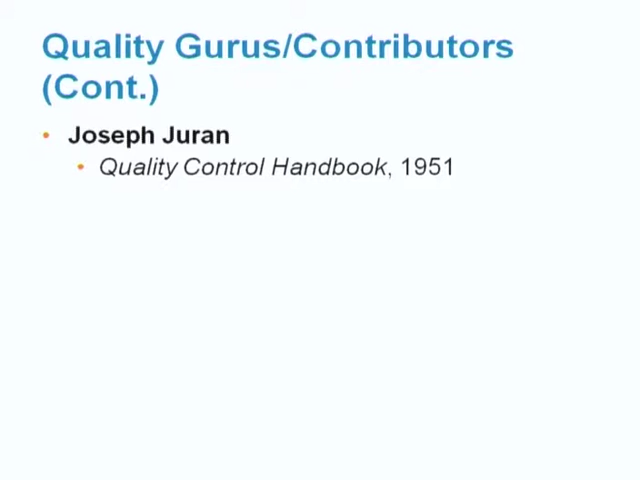 Quality Gurus/Contributors
(Cont.)
• Joseph Juran
• Quality Control Handbook, 1951